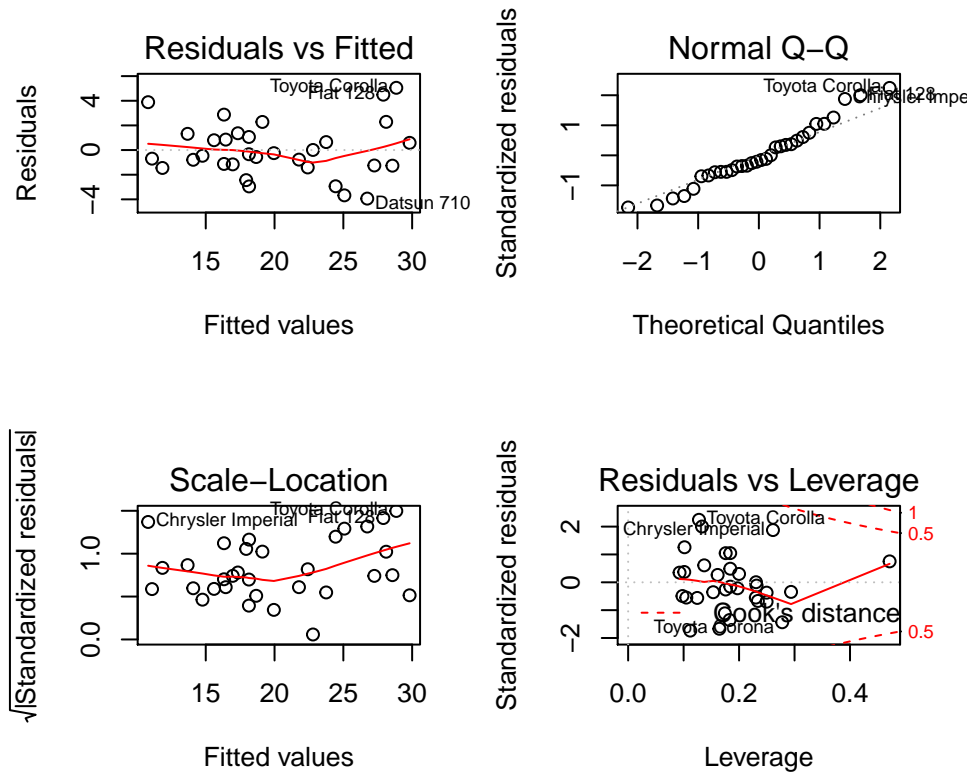 Residuals vs Fitted
Residuals
4
0
−4
Toyota Corolla
Fiat 128
Datsun 710
15 20 25 30
Fitted values
Normal Q−Q
Standardized residuals
1
−1
Toyota Corolla
Fiat 128
Chrysler Impe
−2 −1 0 1 2
Theoretical Quantiles
Scale−Location
√|Standardized residuals|
1.0
0.0
Toyota Corolla
Fiat 128
Chrysler Imperial
15 20 25 30
Fitted values
Residuals vs Leverage
Standardized residuals
2
0
−2
Toyota Corolla
Chrysler Imperial
1
0.5
Cook's distance
Toyota Corona
0.5
0.0 0.2 0.4
Leverage